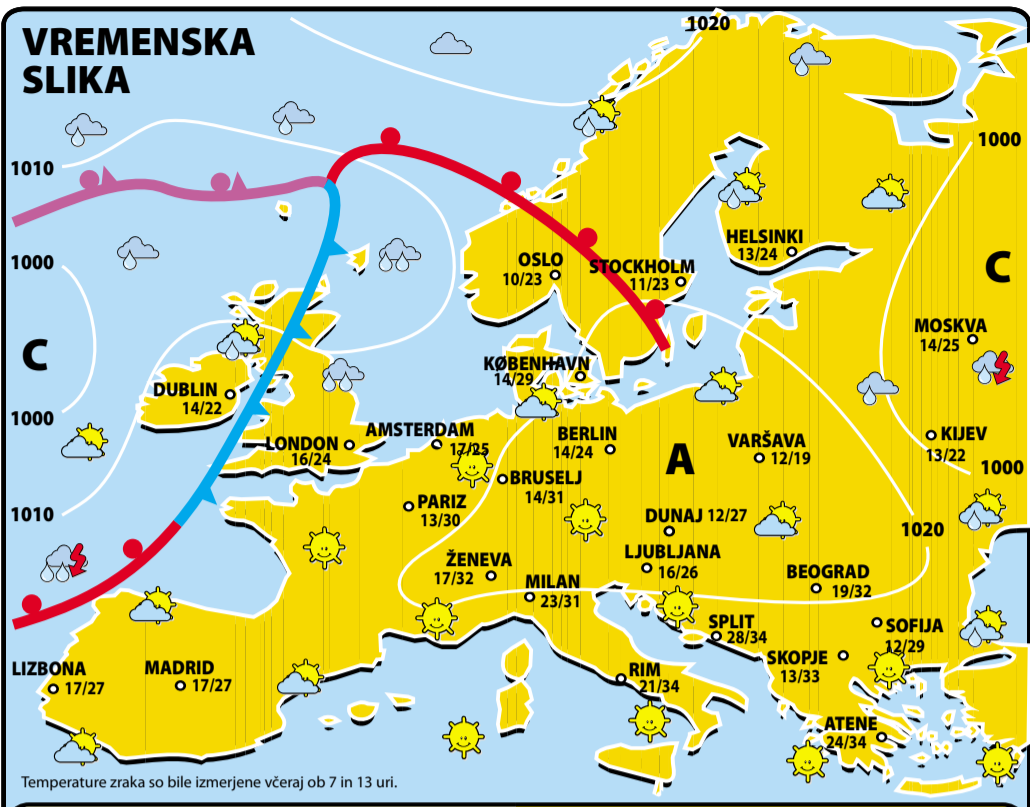 VREMENSKA
SLIKA
1020
1010
1000
1000
C
HELSINKI
13/24
OSLO
10/23
STOCKHOLM
11/23
C
MOSKVA
14/25
KØBENHAVN
14/29
DUBLIN
14/22
1000
LONDON
16/24
AMSTERDAM
17/25
BERLIN
14/24
A
VARŠAVA
12/19
KIJEV
13/22
1000
BRUSELJ
14/31
PARIZ
13/30
1010
DUNAJ 12/27
1020
LJUBLJANA
16/26
ŽENEVA
17/32
MILAN
23/31
BEOGRAD
19/32
SPLIT
28/34
SOFIJA
12/29
SKOPJE
13/33
LIZBONA
17/27
MADRID
17/27
RIM
21/34
ATENE
24/34
Temperature zraka so bile izmerjene včeraj ob 7 in 13 uri.